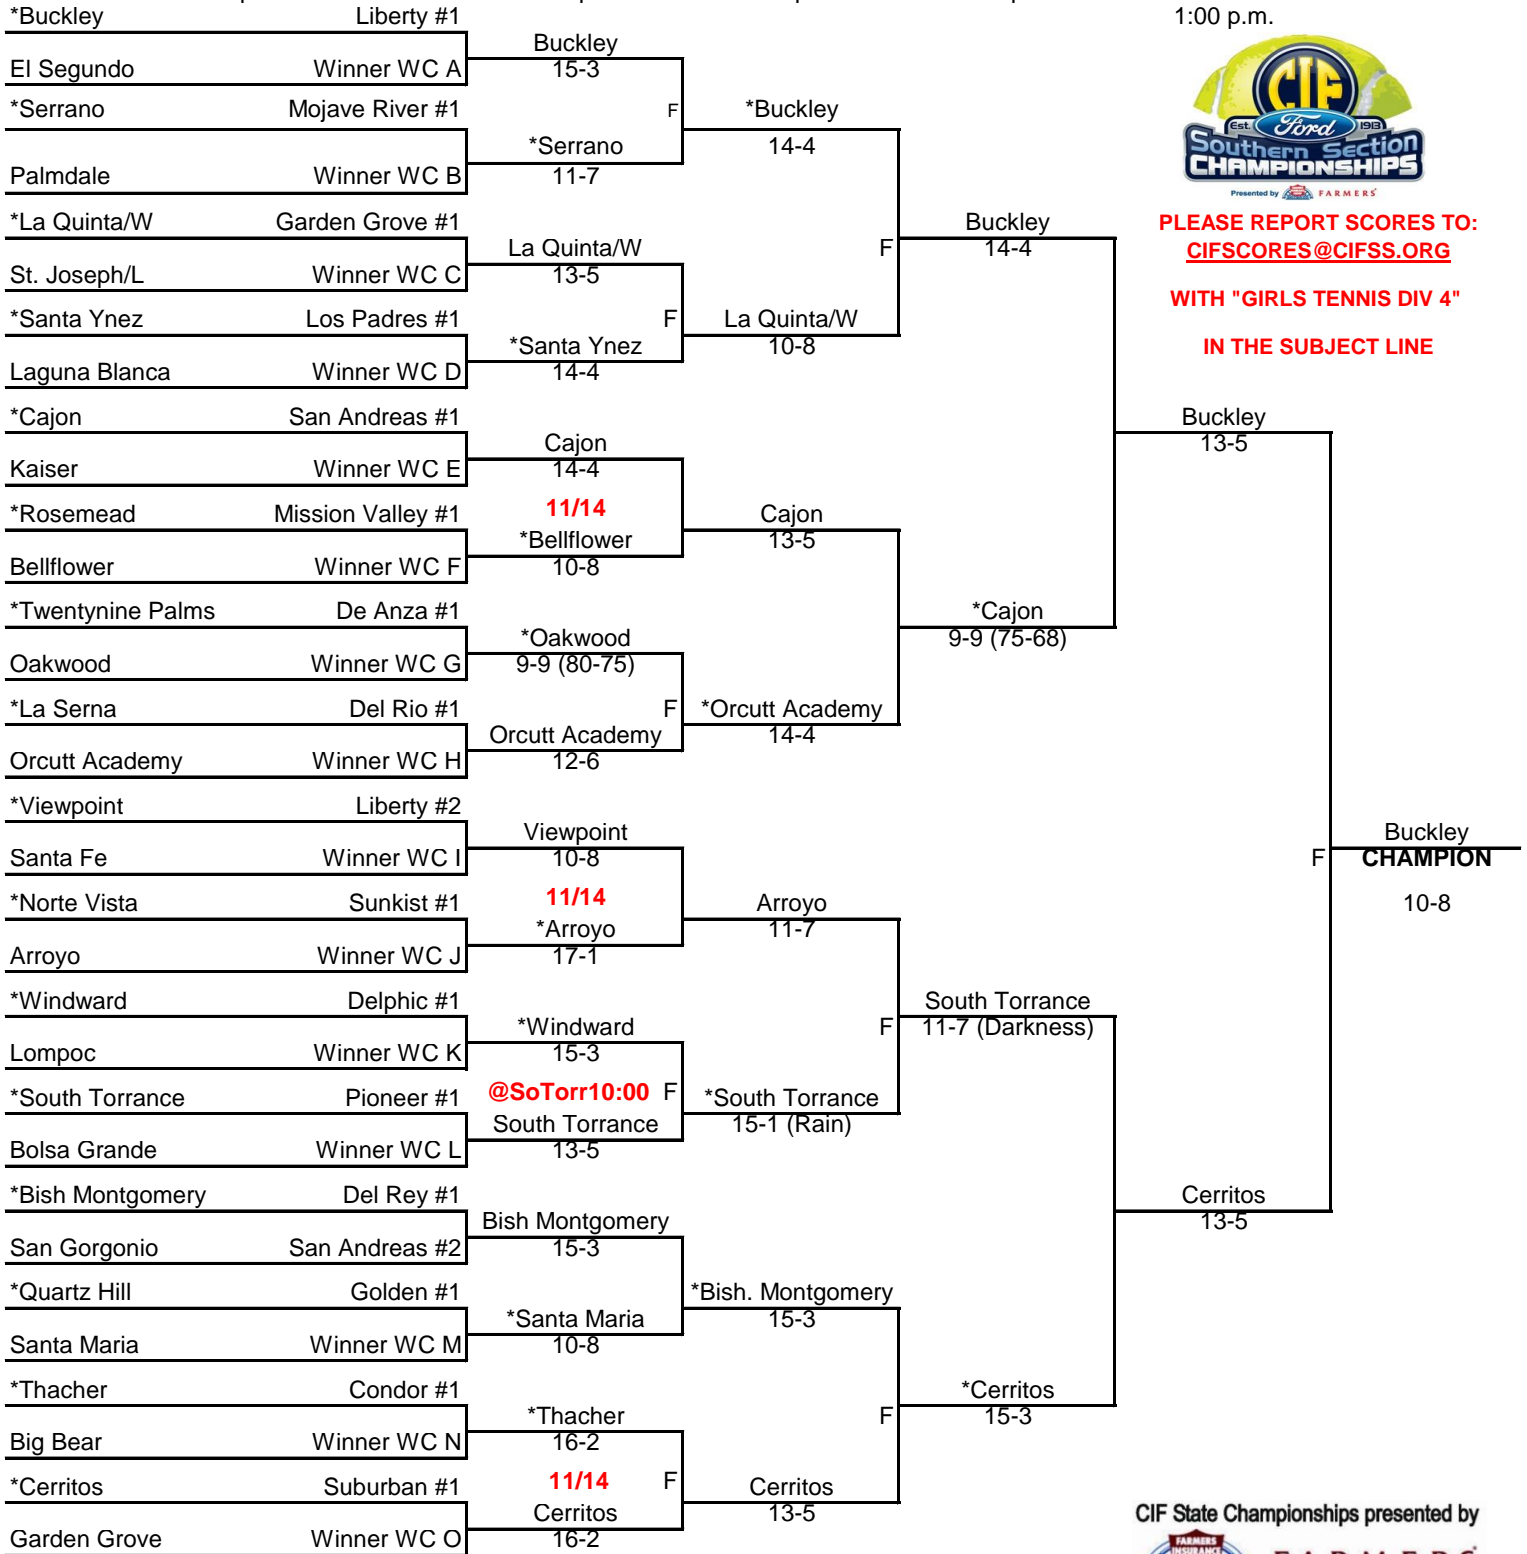 *Buckley Liberty #1
El Segundo Winner WC A
*Serrano Mojave River #1
Palmdale Winner WC B
*La Quinta/W Garden Grove #1
St. Joseph/L Winner WC C
*Santa Ynez Los Padres #1
Laguna Blanca Winner WC D
*Cajon San Andreas #1
Kaiser Winner WC E
*Rosemead Mission Valley #1
Bellflower Winner WC F
*Twentynine Palms De Anza #1
Oakwood Winner WC G
*La Serna Del Rio #1
Orcutt Academy Winner WC H
*Viewpoint Liberty #2
Santa Fe Winner WC I
*Norte Vista Sunkist #1
Arroyo Winner WC J
*Windward Delphic #1
Lompoc Winner WC K
*South Torrance Pioneer #1
Bolsa Grande Winner WC L
*Bish Montgomery Del Rey #1
San Gorgonio San Andreas #2
*Quartz Hill Golden #1
Santa Maria Winner WC M
*Thacher Condor #1
Big Bear Winner WC N
*Cerritos Suburban #1
Garden Grove Winner WC O
Buckley
15-3
F
*Serrano
11-7
La Quinta/W
13-5
F
*Santa Ynez
14-4
Cajon
14-4
11/14
*Bellflower
10-8
*Oakwood
9-9 (80-75)
F
Orcutt Academy
12-6
Viewpoint
10-8
11/14
*Arroyo
17-1
*Windward
15-3
@SoTorr10:00 F
South Torrance
13-5
Bish Montgomery
15-3
*Santa Maria
10-8
*Thacher
16-2
11/14 F
Cerritos
16-2
*Buckley
14-4
F
La Quinta/W
10-8
Cajon
13-5
*Orcutt Academy
14-4
Arroyo
11-7
F
*South Torrance
15-1 (Rain)
*Bish. Montgomery
15-3
F
Cerritos
13-5
Buckley
14-4
*Cajon
9-9 (75-68)
South Torrance
11-7 (Darkness)
*Cerritos
15-3
Buckley
13-5
F
Cerritos
13-5
Buckley
CHAMPION
10-8
1:00 p.m.
CIF
Est. Ford 1913
Southern Section
CHAMPIONSHIPS
Presented by FARMERS
PLEASE REPORT SCORES TO:
CIFSCORES@CIFSS.ORG
WITH "GIRLS TENNIS DIV 4"
IN THE SUBJECT LINE
CIF State Championships presented by
FARMERS
INSURANCE
FARMERS